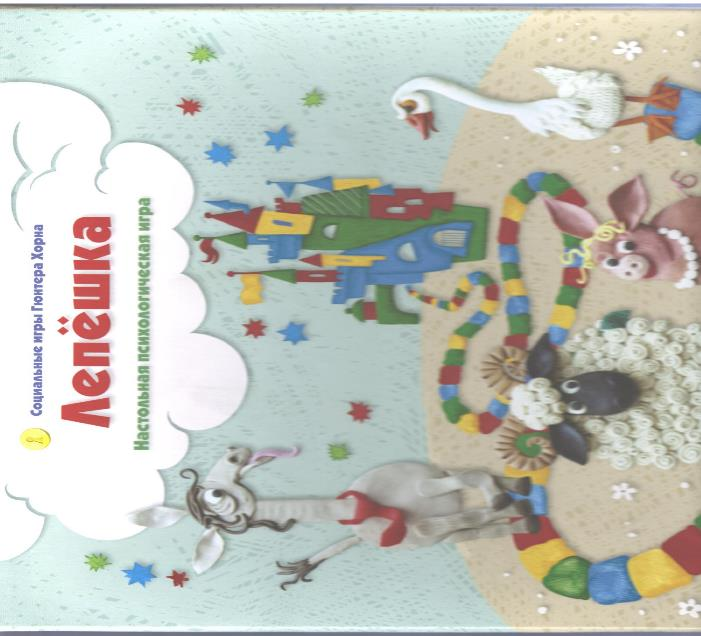 Социальные игры Гюнтера Хорна
Лепёшка
Настольная психологическая игра